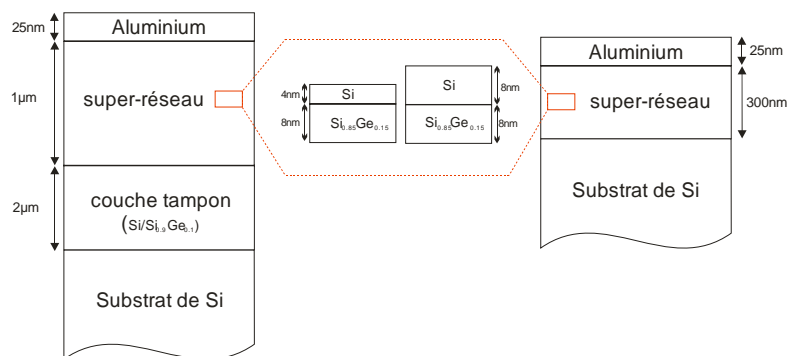 25nm
Aluminium
1µm
super-réseau
2µm
couche tampon
(Si/Si0.9Ge0.1)
Substrat de Si
4nm
Si
8nm
Si0.85Ge0.15
Si
8nm
Si0.85Ge0.15
8nm
Aluminium
25nm
super-réseau
300nm
Substrat de Si